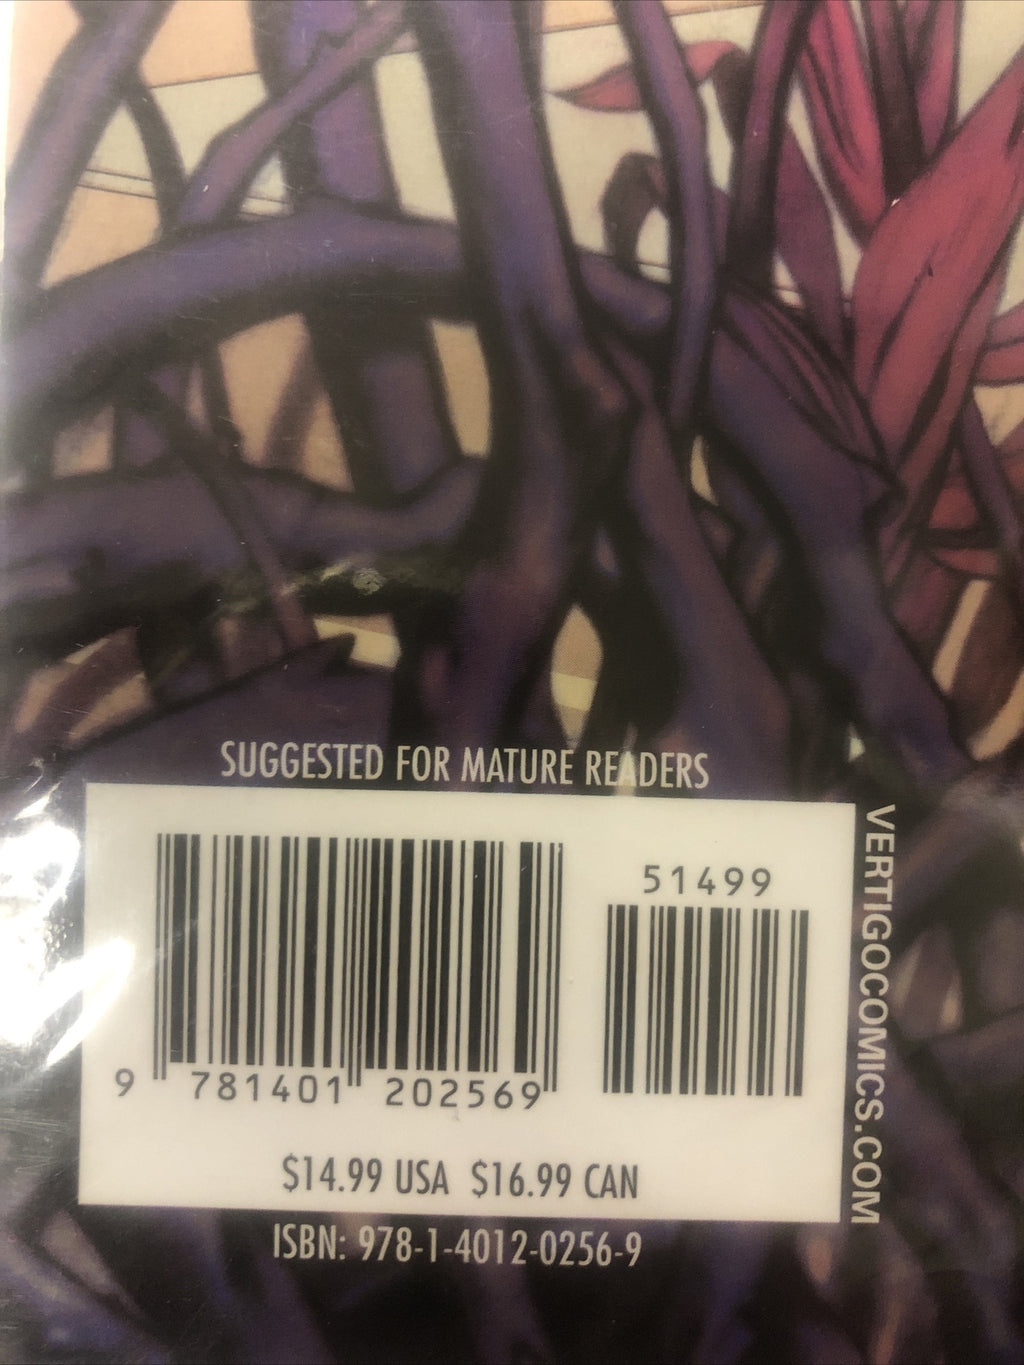 SUGGESTED FOR MATURE READERS
51499
9 781401 202569
$14.99 USA $16.99 CAN
ISBN: 978-1-4012-0256-9
VERTIGOCOMICS.COM